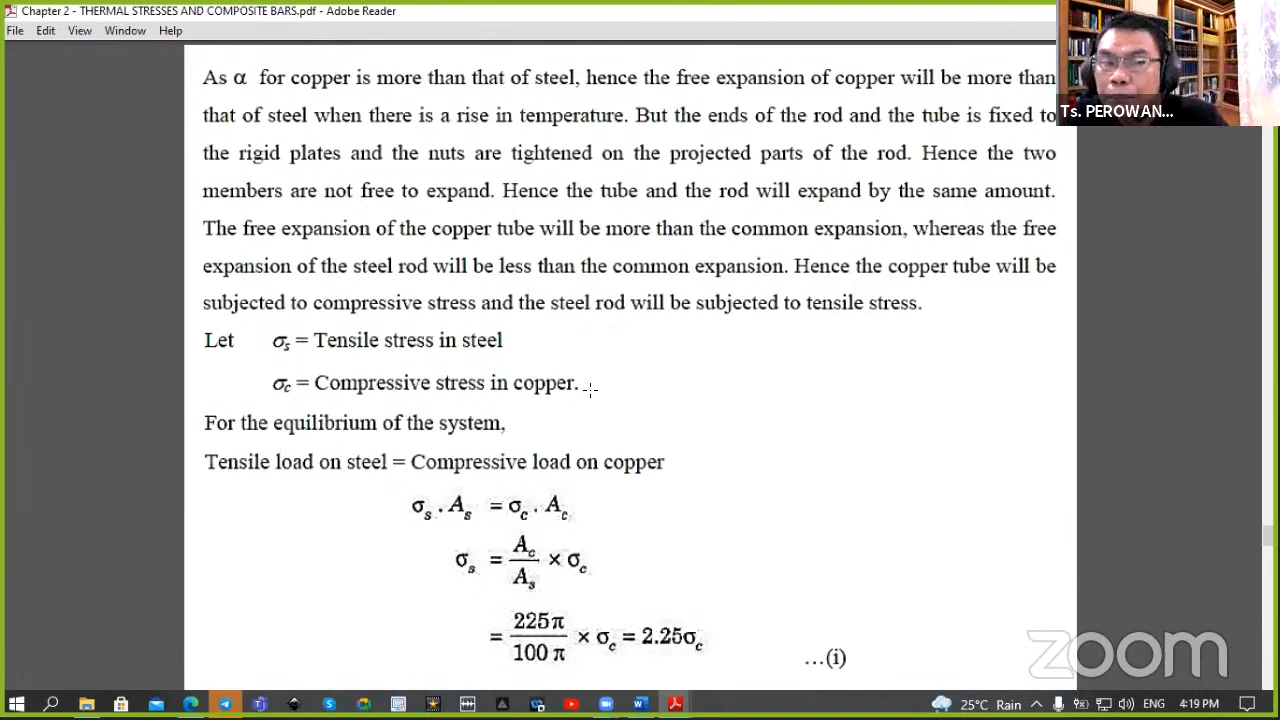 Chapter 2 - THERMAL STRESSES AND COMPOSITE BARS.pdf - Adobe Reader
File Edit View Window Help
As α for copper is more than that of steel, hence the free expansion of copper will be more than
that of steel when there is a rise in temperature. But the ends of the rod and the tube is fixed to
the rigid plates and the nuts are tightened on the projected parts of the rod. Hence the two
members are not free to expand. Hence the tube and the rod will expand by the same amount.
The free expansion of the copper tube will be more than the common expansion, whereas the free
expansion of the steel rod will be less than the common expansion. Hence the copper tube will be
subjected to compressive stress and the steel rod will be subjected to tensile stress.
Let σs = Tensile stress in steel
σc = Compressive stress in copper.
For the equilibrium of the system,
Tensile load on steel = Compressive load on copper
σs . As = σc . Ac
σs = Ac / As × σc
= 225π / 100 π × σc = 2.25σc
...(i)
Ts. PEROWAN...
zoom
25°C Rain ENG 4:19 PM